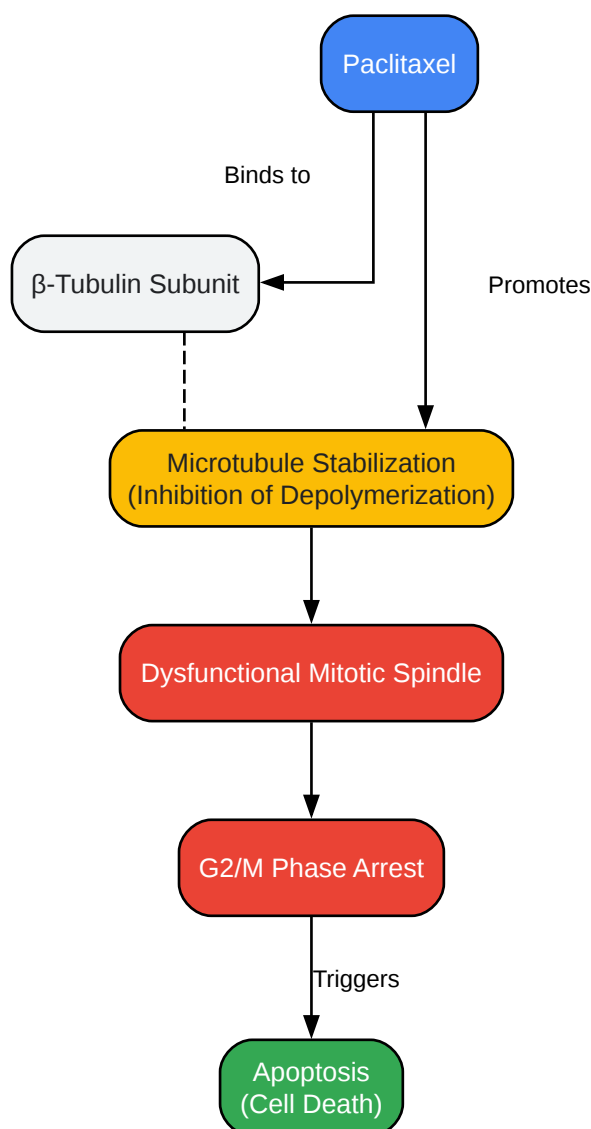 Paclitaxel
Binds to
β-Tubulin Subunit
Promotes
Microtubule Stabilization
(Inhibition of Depolymerization)
Dysfunctional Mitotic Spindle
G2/M Phase Arrest
Triggers
Apoptosis
(Cell Death)